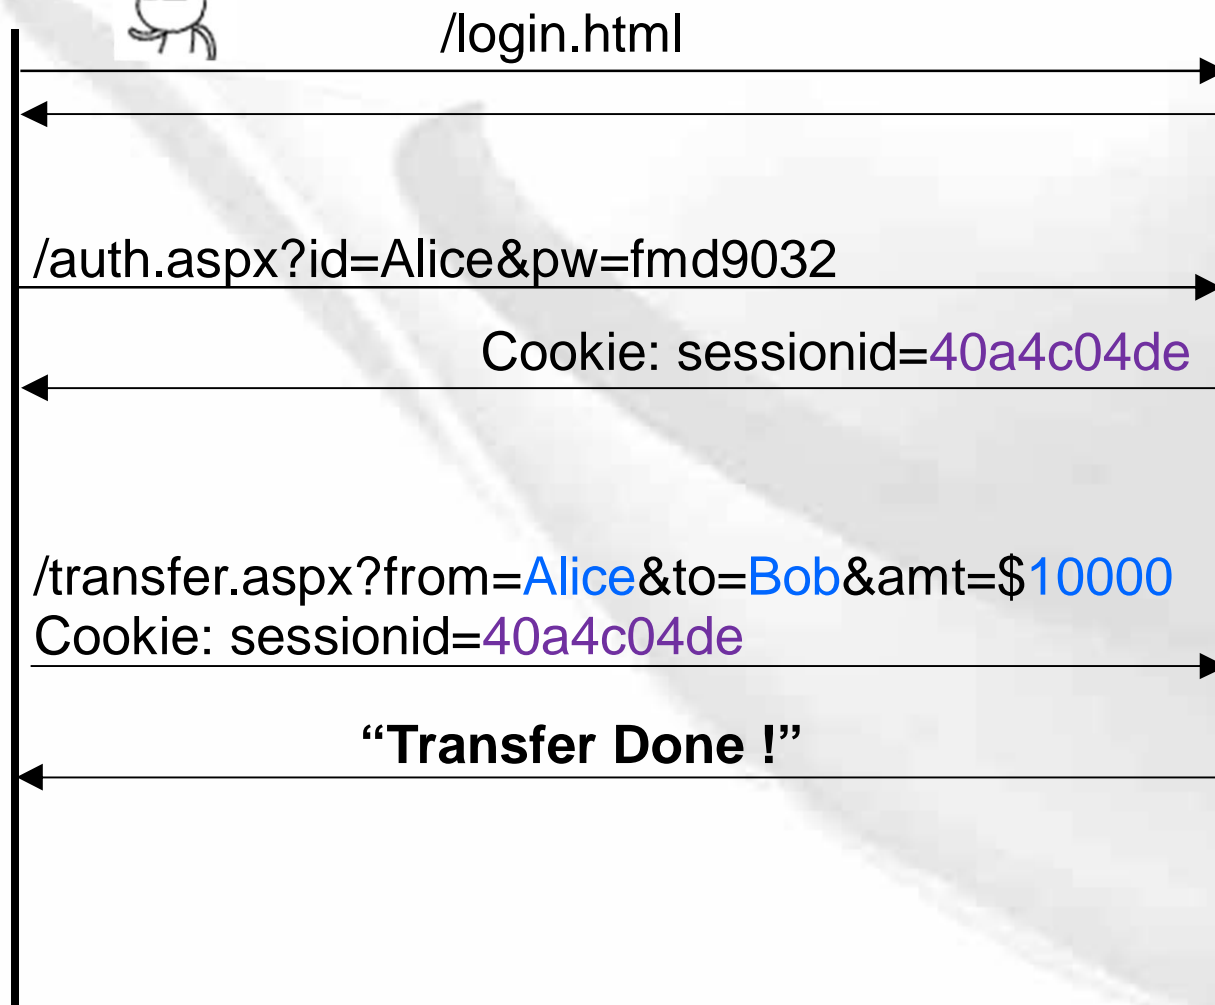 /login.html
/auth.aspx?id=Alice&pw=fmd9032
Cookie: sessionid=40a4c04de
/transfer.aspx?from=Alice&to=Bob&amt=$10000
Cookie: sessionid=40a4c04de
“Transfer Done !”